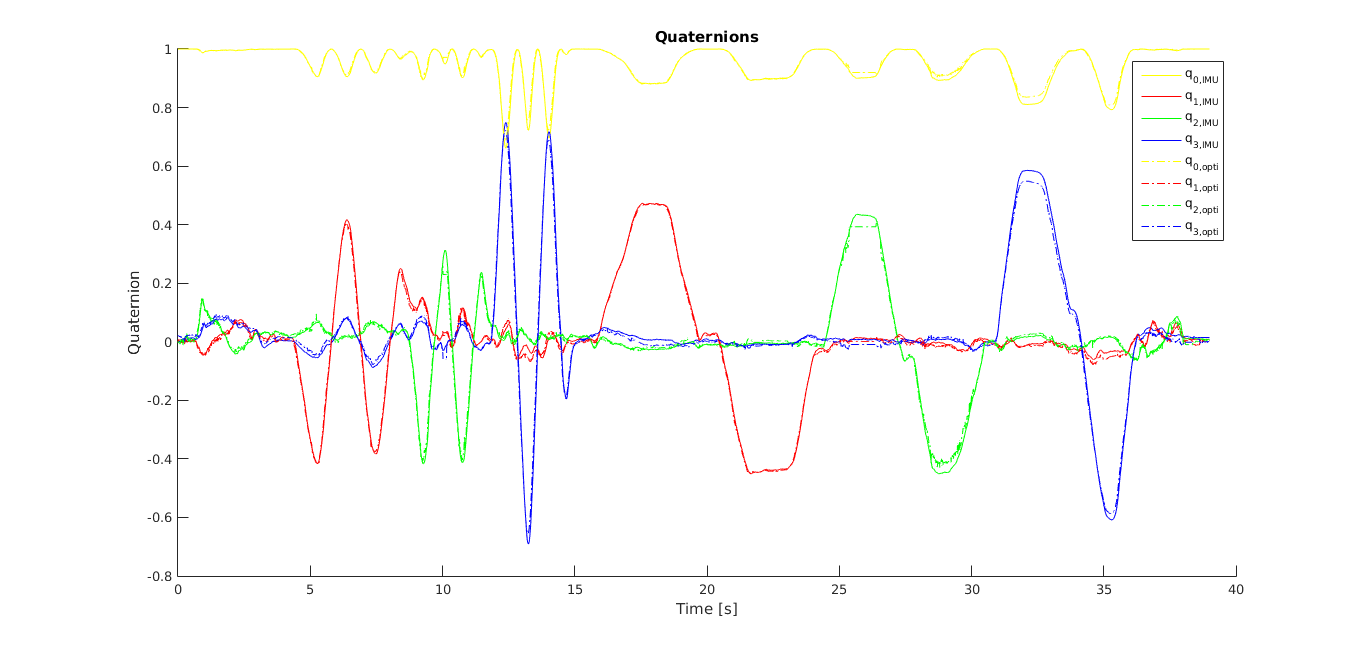 Quaternions
1
0.8
0.6
0.4
0.2
0
-0.2
-0.4
-0.6
-0.8
Quaternion
0 5 10 15 20 25 30 35 40
Time [s]
q0,IMU
q1,IMU
q2,IMU
q3,IMU
q0,opti
q1,opti
q2,opti
q3,opti